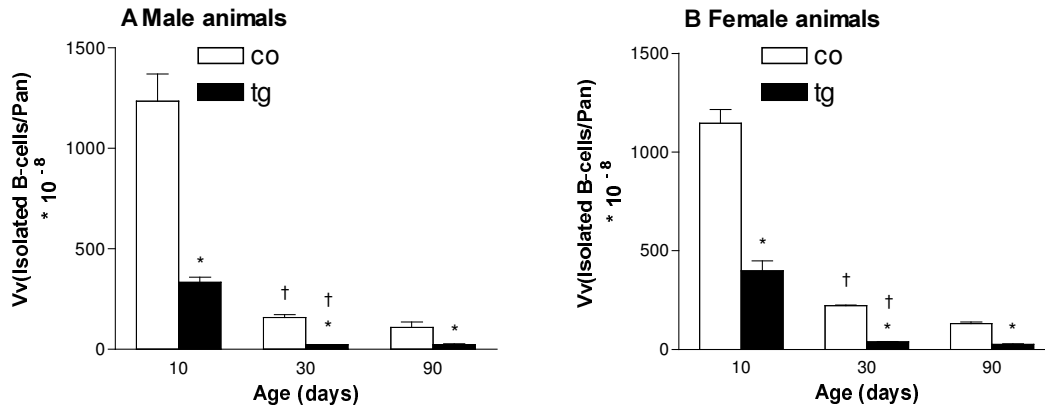 A Male animals
1500
1000
500
0
Vv(Isolated B-cells/Pan)
* 10 -8
co
tg
*
†
†
*
*
10
30
90
Age (days)
B Female animals
1500
1000
500
0
Vv(Isolated B-cells/Pan)
* 10 -8
co
tg
*
†
†
*
*
10
30
90
Age (days)